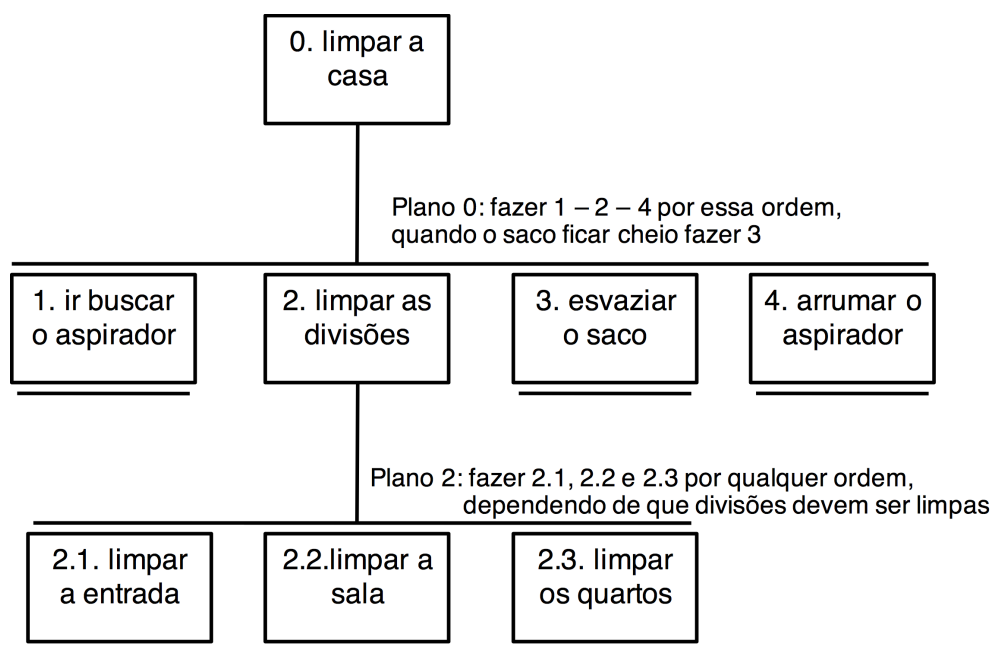 0. limpar a
casa
Plano 0: fazer 1 – 2 – 4 por essa ordem,
quando o saco ficar cheio fazer 3
1. ir buscar
o aspirador
2. limpar as
divisões
3. esvaziar
o saco
4. arrumar o
aspirador
Plano 2: fazer 2.1, 2.2 e 2.3 por qualquer ordem,
dependendo de que divisões devem ser limpas
2.1. limpar
a entrada
2.2.limpar a
sala
2.3. limpar
os quartos